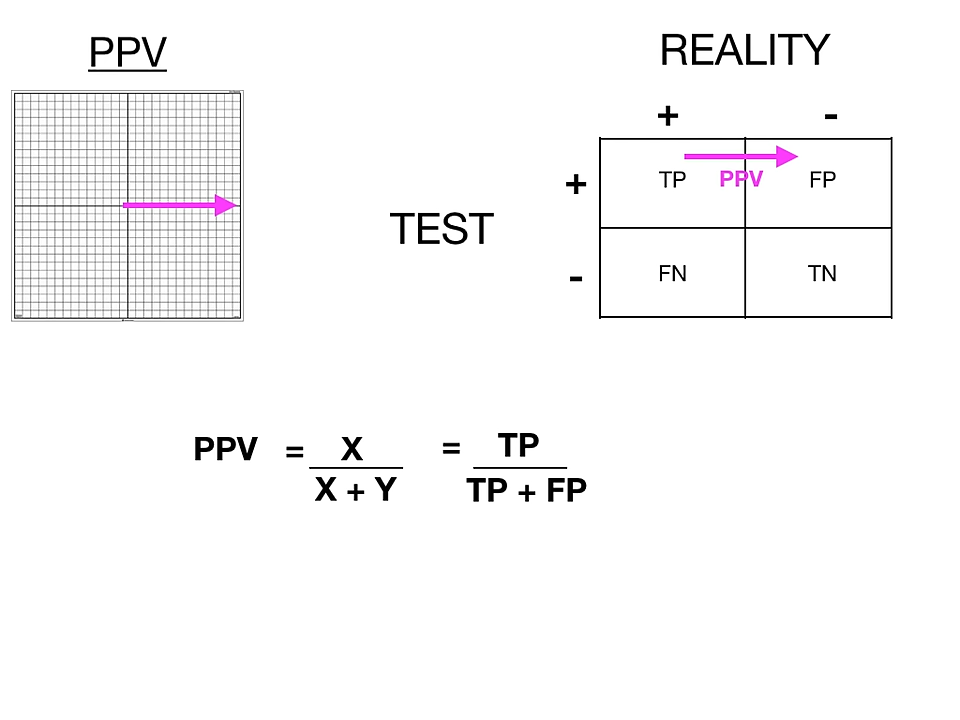 PPV
REALITY
+ -
+ TP PPV FP
TEST
- FN TN
PPV = X = TP
X + Y TP + FP